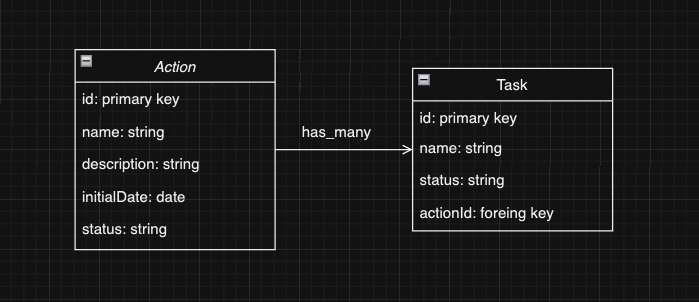 Action
id: primary key
name: string
description: string
initialDate: date
status: string
has_many
Task
id: primary key
name: string
status: string
actionId: foreing key